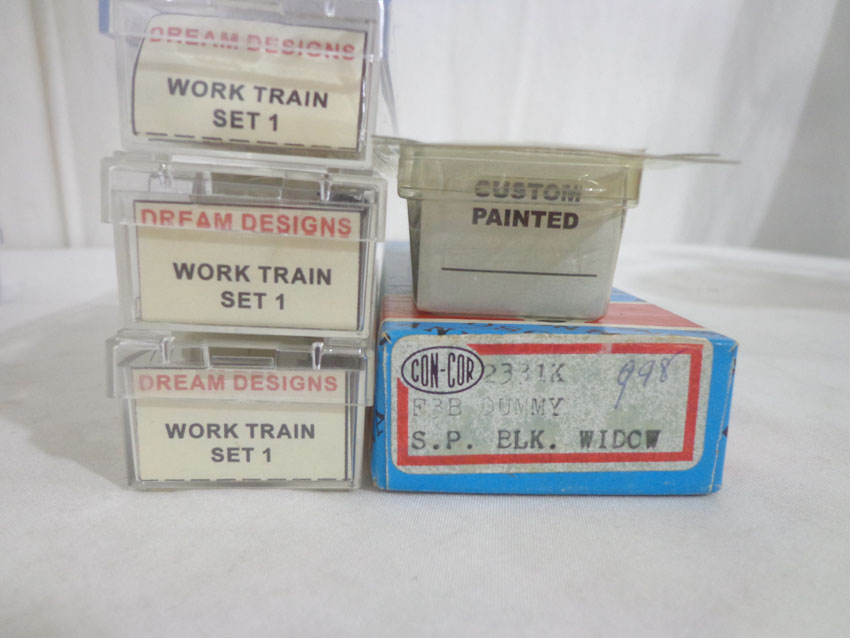 DREAM DESIGNS
WORK TRAIN
SET 1
DREAM DESIGNS
WORK TRAIN
SET 1
DREAM DESIGNS
WORK TRAIN
SET 1
CUSTOM
PAINTED
CON-COR 2331K 998
F3B DUMMY
S.P. BLK. WIDOW